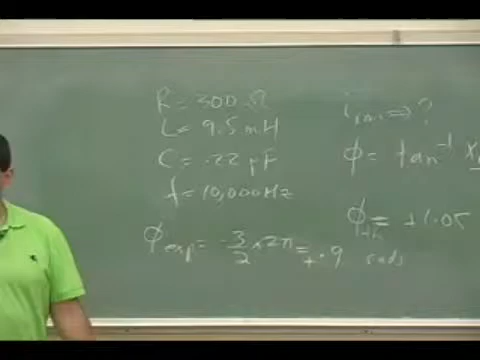 R = 300 Ω
L = 9.5 mH
C = .22 µF
f = 10,000 Hz
φexp = -3/2 x 2π = +.9 rads
irms => ?
φ = tan⁻¹ X
φth = +1.05